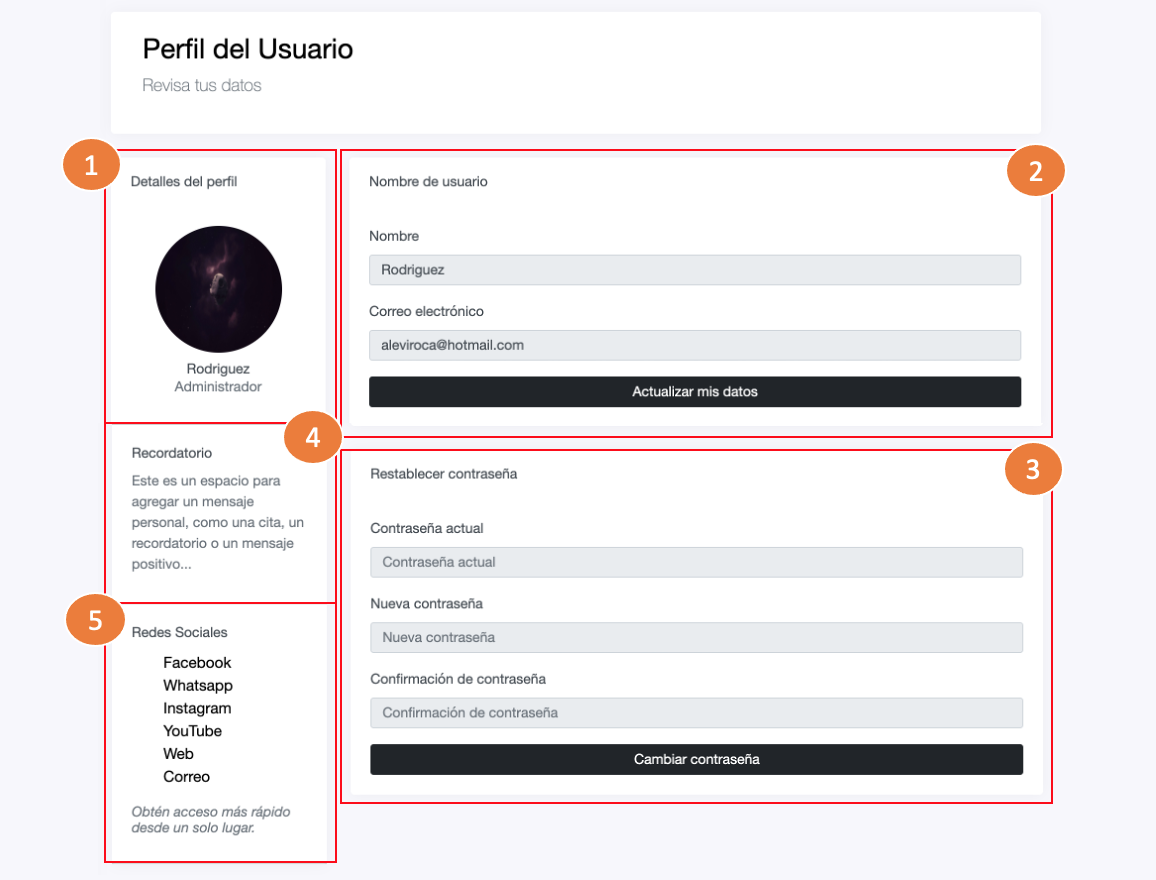 Perfil del Usuario
Revisa tus datos
1
Detalles del perfil
Rodriguez
Administrador
2
Nombre de usuario
Nombre
Rodriguez
Correo electrónico
aleviroca@hotmail.com
Actualizar mis datos
3
Restablecer contraseña
Contraseña actual
Contraseña actual
Nueva contraseña
Nueva contraseña
Confirmación de contraseña
Confirmación de contraseña
Cambiar contraseña
4
Recordatorio
Este es un espacio para
agregar un mensaje
personal, como una cita, un
recordatorio o un mensaje
positivo...
5
Redes Sociales
Facebook
Whatsapp
Instagram
YouTube
Web
Correo
Obtén acceso más rápido
desde un solo lugar.